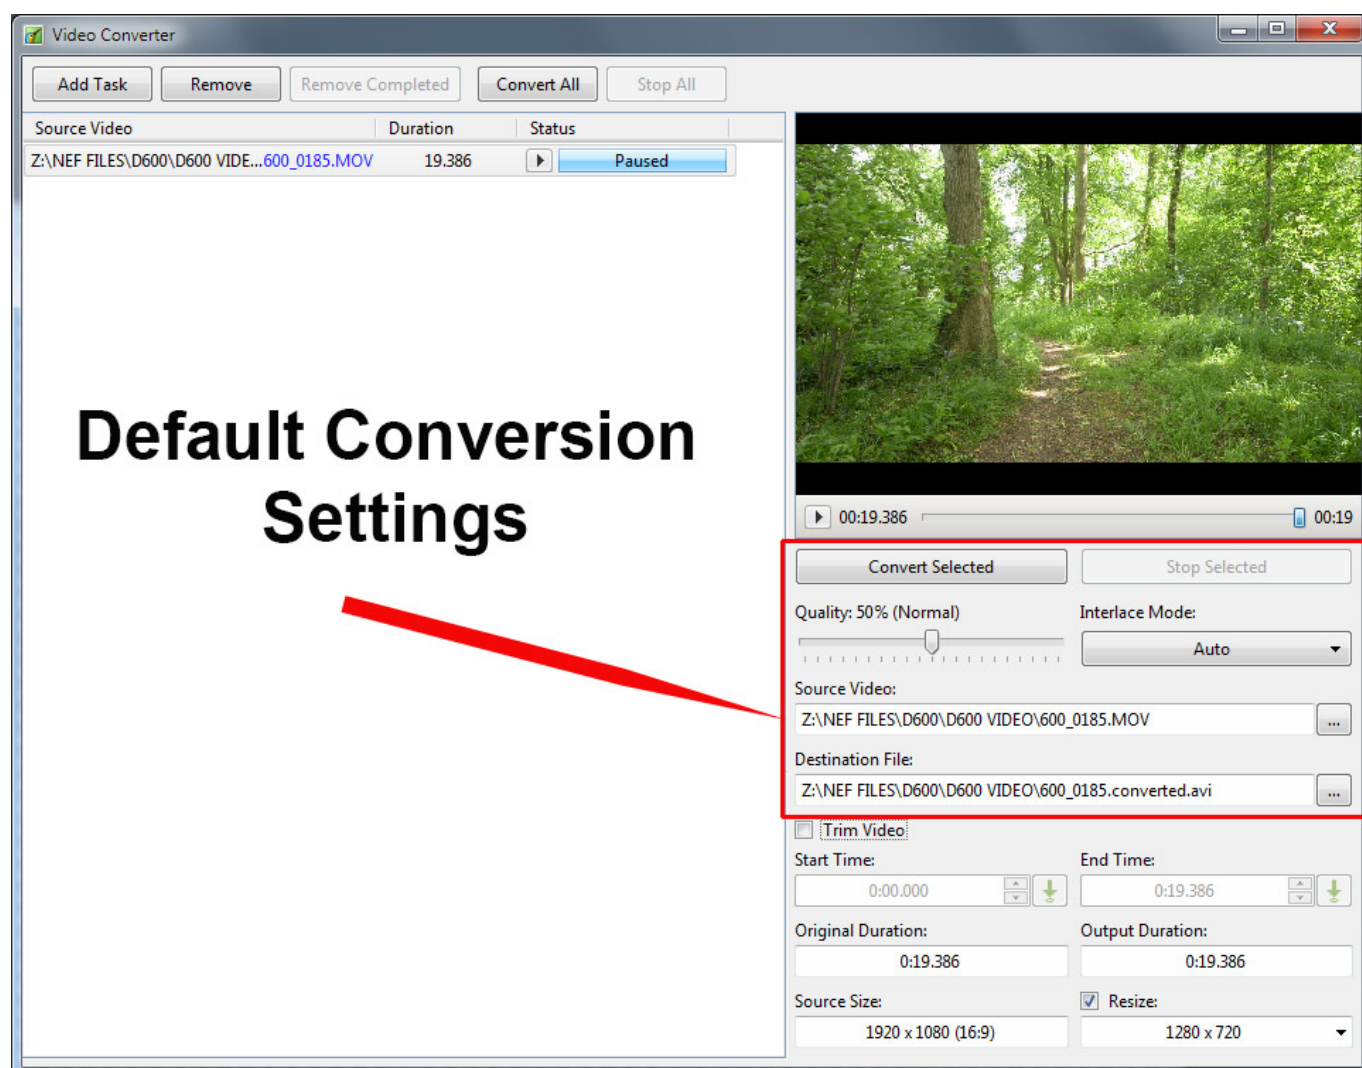 Video Converter
Add Task Remove Remove Completed Convert All Stop All
Source Video Duration Status
Z:\NEF FILES\D600\D600 VIDE...600_0185.MOV 19.386 Paused
Default Conversion
Settings
00:19.386 00:19
Convert Selected Stop Selected
Quality: 50% (Normal) Interlace Mode:
Auto
Source Video:
Z:\NEF FILES\D600\D600 VIDEO\600_0185.MOV ...
Destination File:
Z:\NEF FILES\D600\D600 VIDEO\600_0185.converted.avi ...
Trim Video
Start Time: End Time:
0:00.000 0:19.386
Original Duration: Output Duration:
0:19.386 0:19.386
Source Size: Resize:
1920 x 1080 (16:9) 1280 x 720